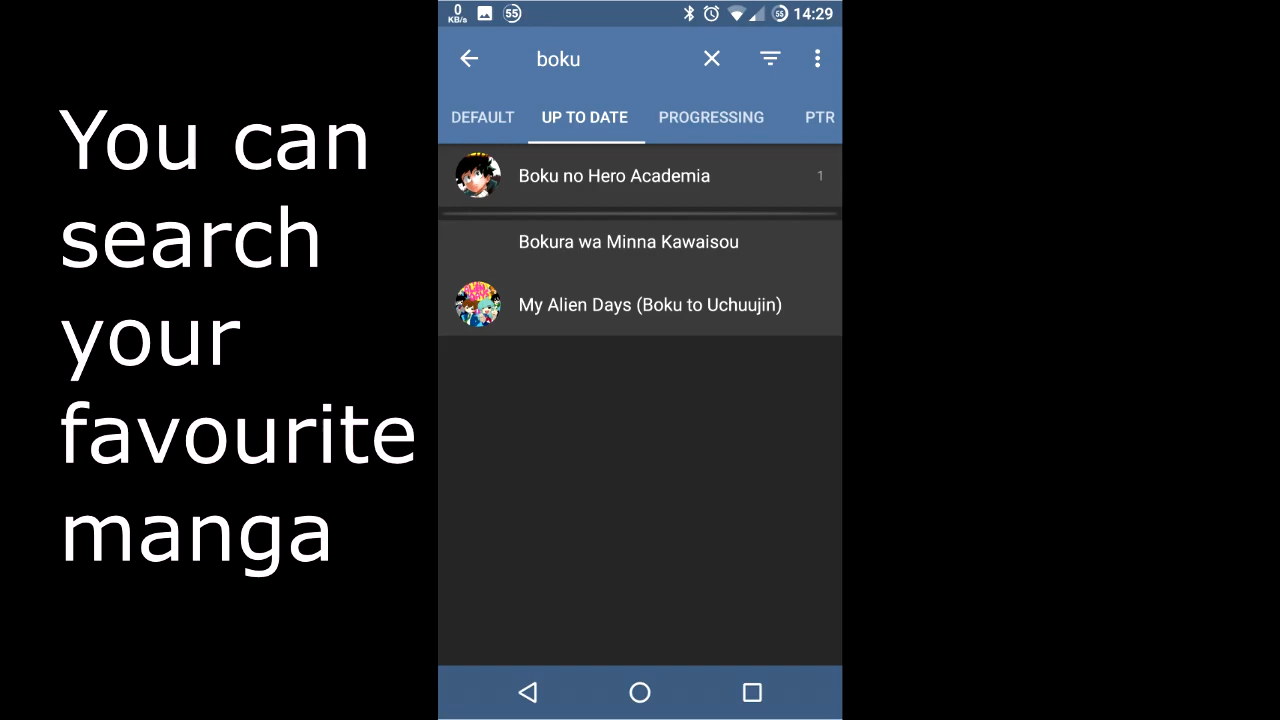 You can
search
your
favourite
manga
0
KB/s
55
55
14:29
boku
DEFAULT
UP TO DATE
PROGRESSING
PTR
Boku no Hero Academia
1
Bokura wa Minna Kawaisou
My Alien Days (Boku to Uchuujin)